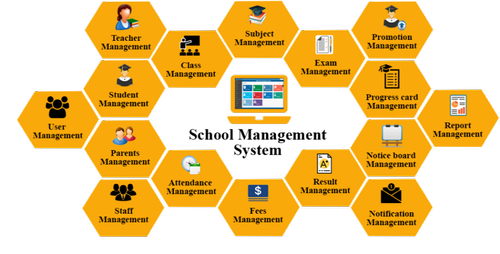 Teacher
Management
Subject
Management
Promotion
Management
Class
Management
Exam
Management
Student
Management
Progress card
Management
User
Management
Report
Management
School Management
System
Parents
Management
Notice board
Management
Attendance
Management
Result
Management
Staff
Management
Fees
Management
Notification
Management